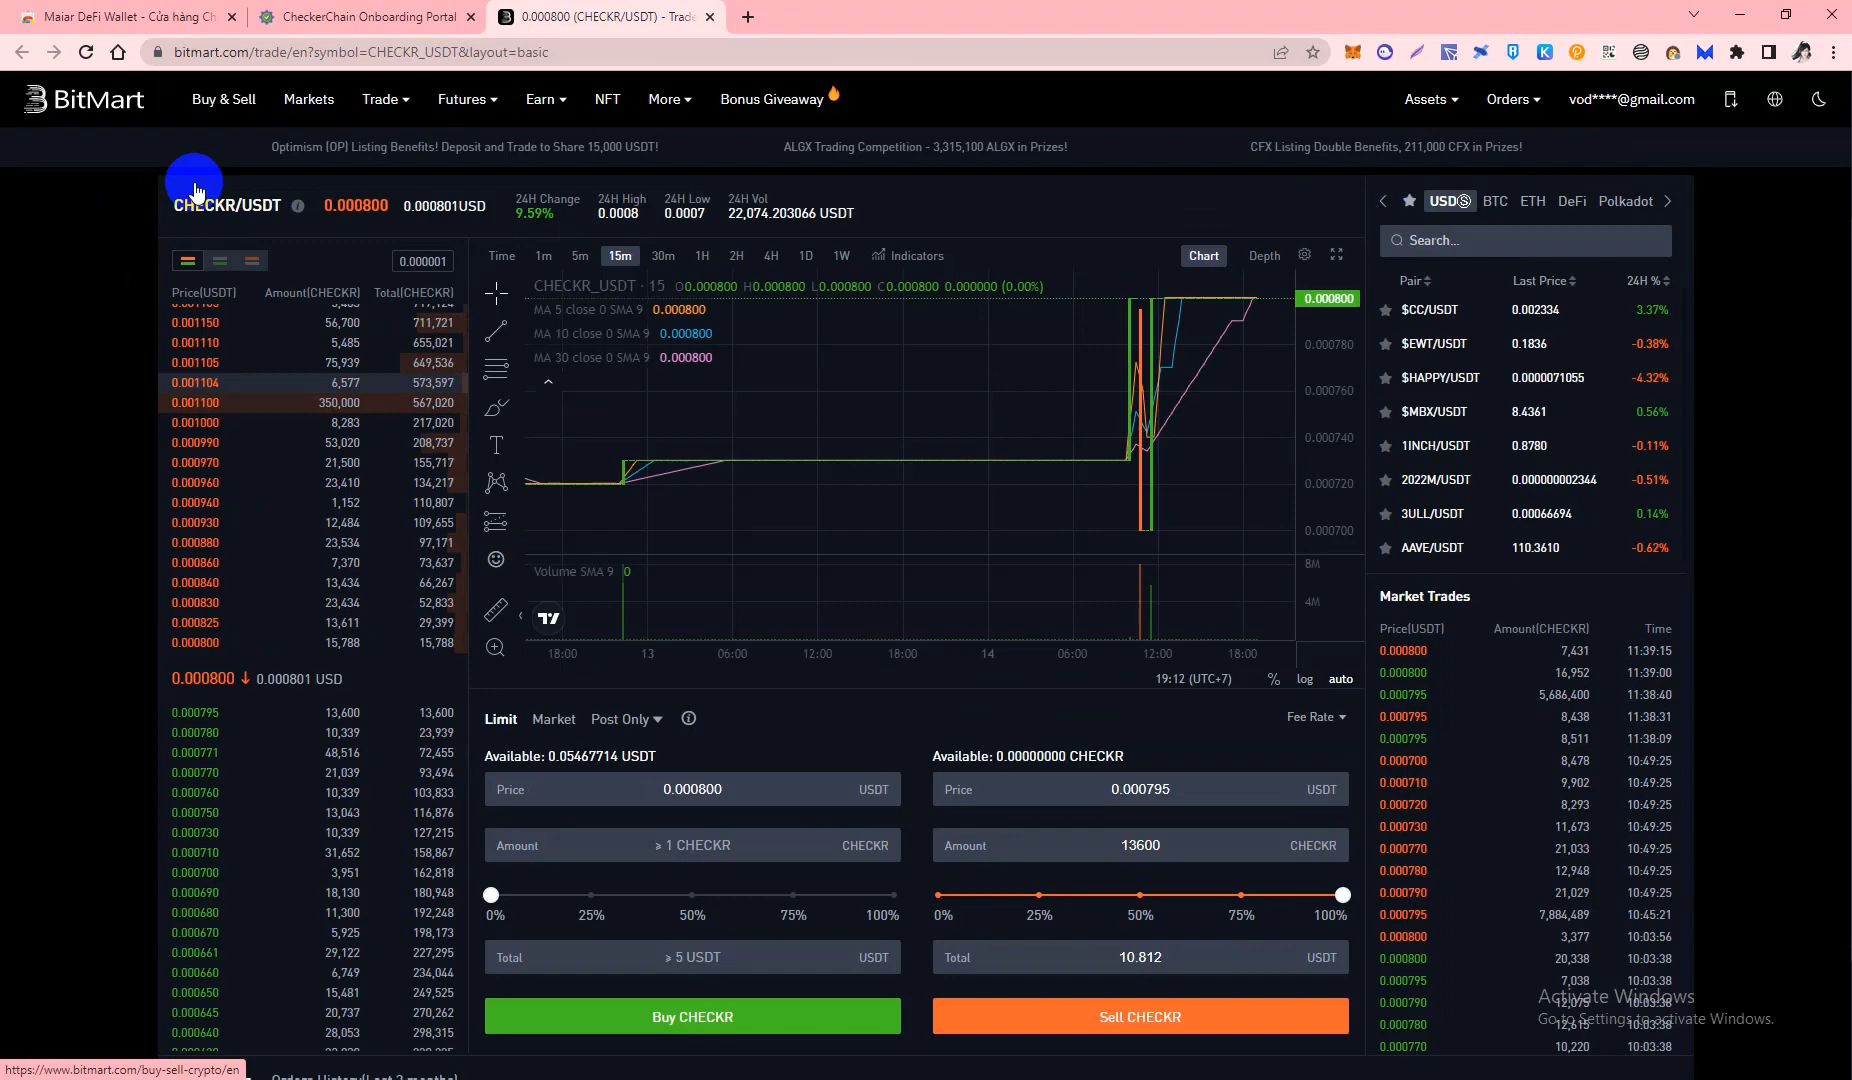 Maiar DeFi Wallet - Cửa hàng Ch
CheckerChain Onboarding Portal
0.000800 (CHECKR/USDT) - Trade
bitmart.com/trade/en?symbol=CHECKR_USDT&layout=basic
BitMart
Buy & Sell
Markets
Trade
Futures
Earn
NFT
More
Bonus Giveaway
Assets
Orders
vod****@gmail.com
Optimism (OP) Listing Benefits! Deposit and Trade to Share 15,000 USDT!
ALGX Trading Competition - 3,315,100 ALGX in Prizes!
CFX Listing Double Benefits, 211,000 CFX in Prizes!
CHECKR/USDT
0.000800
0.000801USD
24H Change
9.59%
24H High
0.0008
24H Low
0.0007
24H Vol
22,074.203066 USDT
0.000001
Price(USDT) Amount(CHECKR) Total(CHECKR)
0.001150 56,700 711,721
0.001110 5,485 655,021
0.001105 75,939 649,536
0.001104 6,577 573,597
0.001100 350,000 567,020
0.001000 8,283 217,020
0.000990 53,020 208,737
0.000970 21,500 155,717
0.000960 23,410 134,217
0.000940 1,152 110,807
0.000930 12,484 109,655
0.000880 23,534 97,171
0.000860 7,370 73,637
0.000840 13,434 66,267
0.000830 23,434 52,833
0.000825 13,611 29,399
0.000800 15,788 15,788
0.000800 ↓ 0.000801 USD
0.000795 13,600 13,600
0.000780 10,339 23,939
0.000771 48,516 72,455
0.000770 21,039 93,494
0.000760 10,339 103,833
0.000750 13,043 116,876
0.000730 10,339 127,215
0.000710 31,652 158,867
0.000700 3,951 162,818
0.000690 18,130 180,948
0.000680 11,300 192,248
0.000670 5,925 198,173
0.000661 29,122 227,295
0.000660 6,749 234,044
0.000650 15,481 249,525
0.000645 20,737 270,262
0.000640 28,053 298,315
Time 1m 5m 15m 30m 1H 2H 4H 1D 1W Indicators
Chart
Depth
CHECKR_USDT · 15 O0.000800 H0.000800 L0.000800 C0.000800 0.000000 (0.00%)
MA 5 close 0 SMA 9 0.000800
MA 10 close 0 SMA 9 0.000800
MA 30 close 0 SMA 9 0.000800
0.000800
0.000780
0.000760
0.000740
0.000720
0.000700
Volume SMA 9 0
8M
4M
18:00 13 06:00 12:00 18:00 14 06:00 12:00 18:00
19:12 (UTC+7) % log auto
Limit Market Post Only
Fee Rate
Available: 0.05467714 USDT
Price 0.000800 USDT
Amount ≥ 1 CHECKR CHECKR
0% 25% 50% 75% 100%
Total ≥ 5 USDT USDT
Buy CHECKR
Available: 0.00000000 CHECKR
Price 0.000795 USDT
Amount 13600 CHECKR
0% 25% 50% 75% 100%
Total 10.812 USDT
Sell CHECKR
USDⓈ BTC ETH DeFi Polkadot
Search...
Pair Last Price 24H %
$CC/USDT 0.002334 3.37%
$EWT/USDT 0.1836 -0.38%
$HAPPY/USDT 0.0000071055 -4.32%
$MBX/USDT 8.4361 0.56%
1INCH/USDT 0.8780 -0.11%
2022M/USDT 0.000000002344 -0.51%
3ULL/USDT 0.00066694 0.14%
AAVE/USDT 110.3610 -0.62%
Market Trades
Price(USDT) Amount(CHECKR) Time
0.000800 7,431 11:39:15
0.000800 16,952 11:39:00
0.000795 5,686,400 11:38:40
0.000795 8,438 11:38:31
0.000795 8,511 11:38:09
0.000700 8,478 10:49:25
0.000710 9,902 10:49:25
0.000720 8,293 10:49:25
0.000730 11,673 10:49:25
0.000770 21,033 10:49:25
0.000780 12,948 10:49:25
0.000790 21,029 10:49:25
0.000795 7,884,489 10:45:21
0.000800 3,377 10:03:56
0.000800 20,338 10:03:38
0.000795 7,038 10:03:38
0.000790 12,075 10:03:38
0.000780 12,615 10:03:38
0.000770 10,220 10:03:38
Activate Windows
Go to Settings to activate Windows.
https://www.bitmart.com/buy-sell-crypto/en